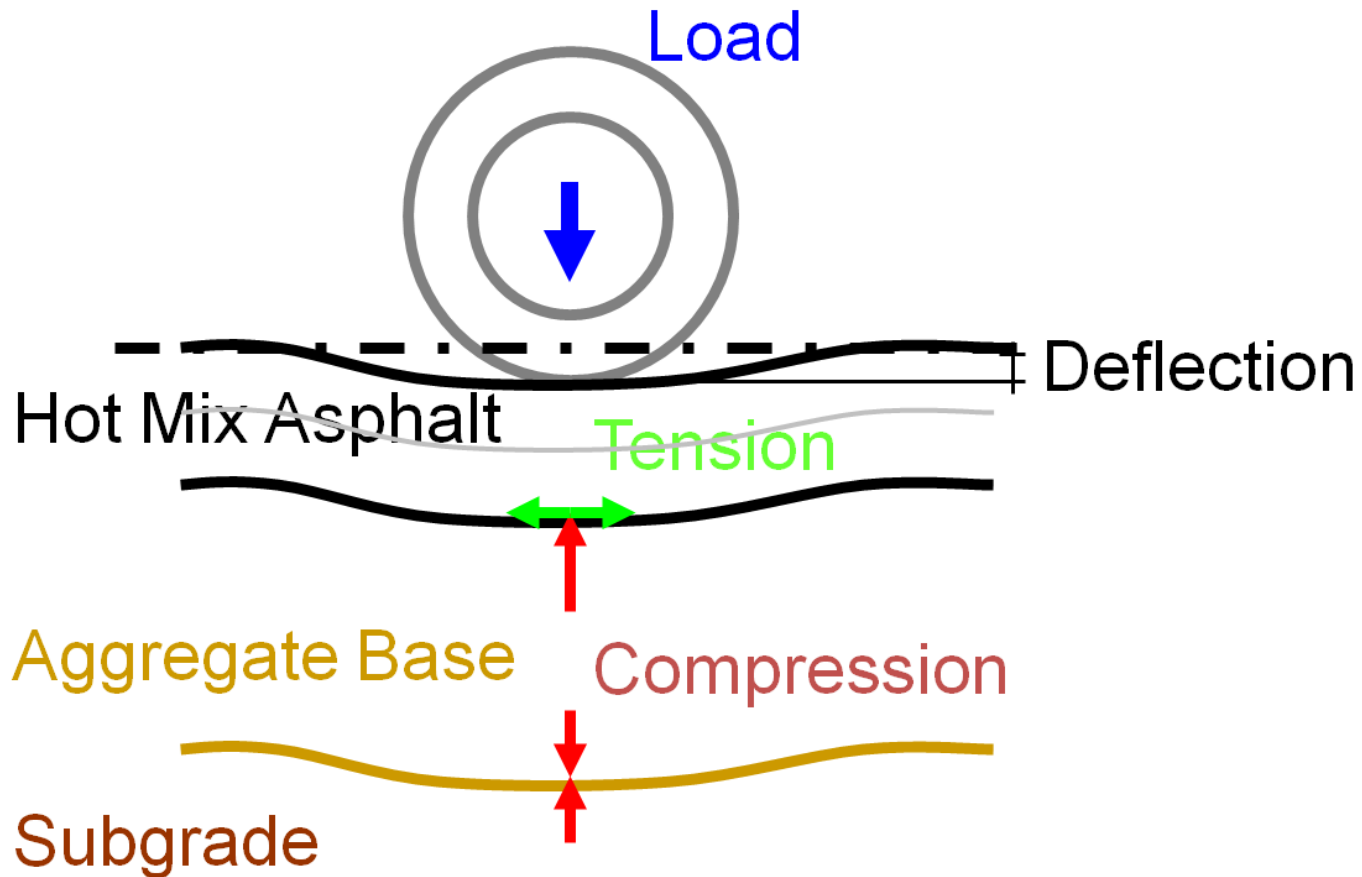 Load
Deflection
Hot Mix Asphalt
Tension
Aggregate Base
Compression
Subgrade